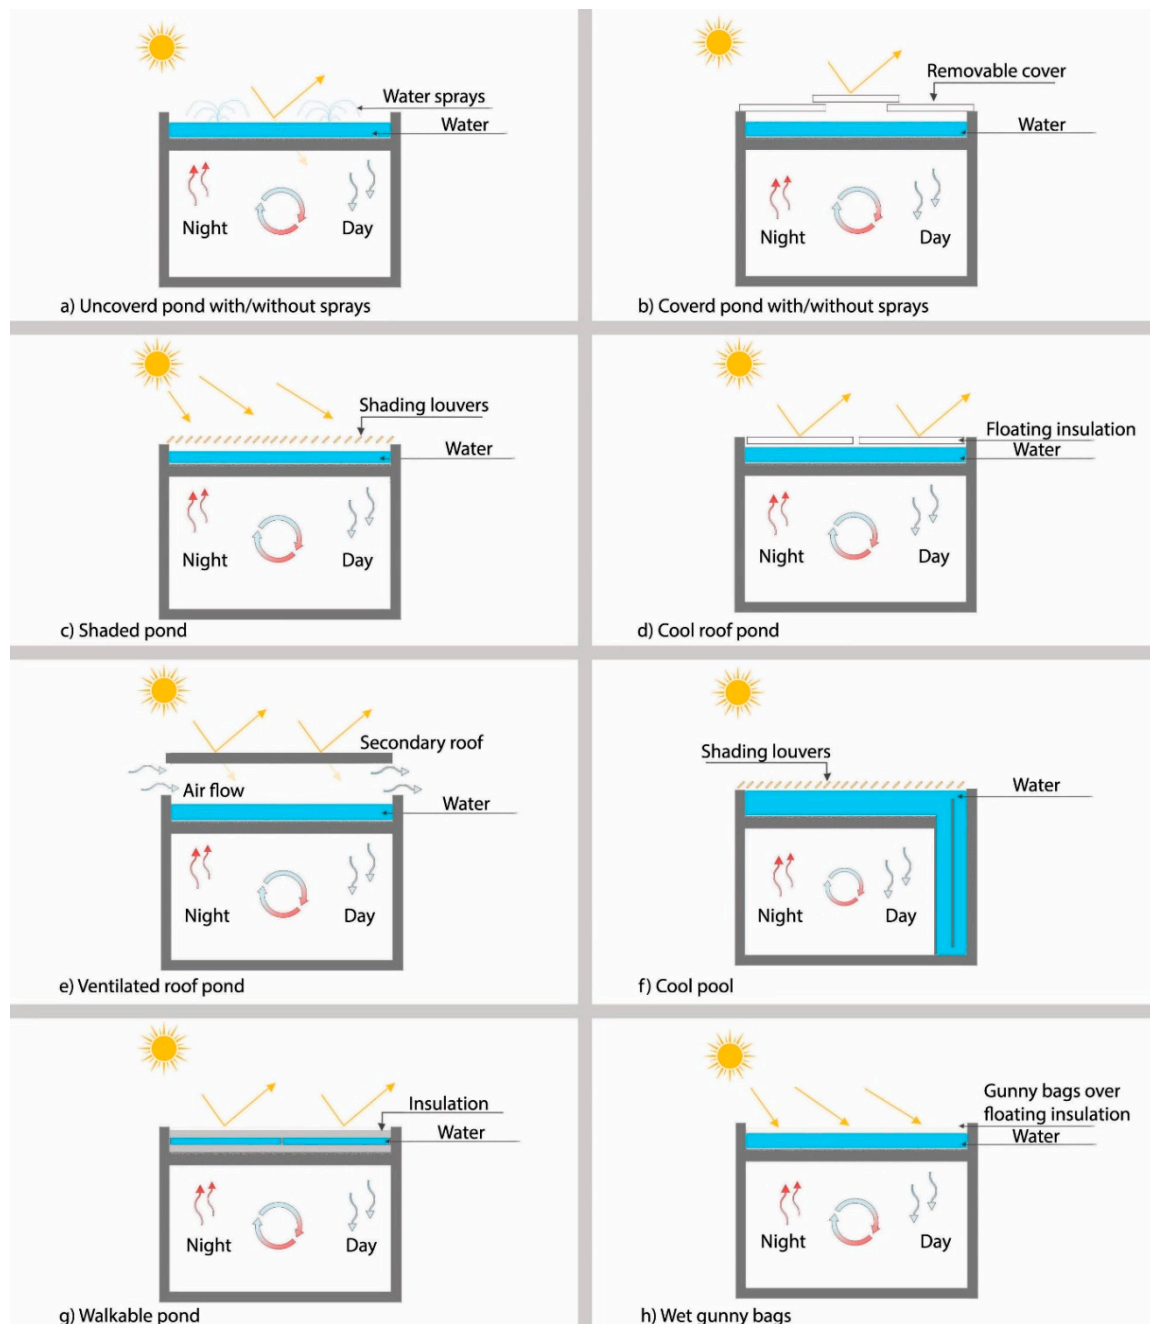 Water sprays
Water
Night
Day
a) Uncoverd pond with/without sprays
Removable cover
Water
Night
Day
b) Coverd pond with/without sprays
Shading louvers
Water
Night
Day
c) Shaded pond
Floating insulation
Water
Night
Day
d) Cool roof pond
Secondary roof
Air flow
Water
Night
Day
e) Ventilated roof pond
Shading louvers
Water
Night
Day
f) Cool pool
Insulation
Water
Night
Day
g) Walkable pond
Gunny bags over
floating insulation
Water
Night
Day
h) Wet gunny bags